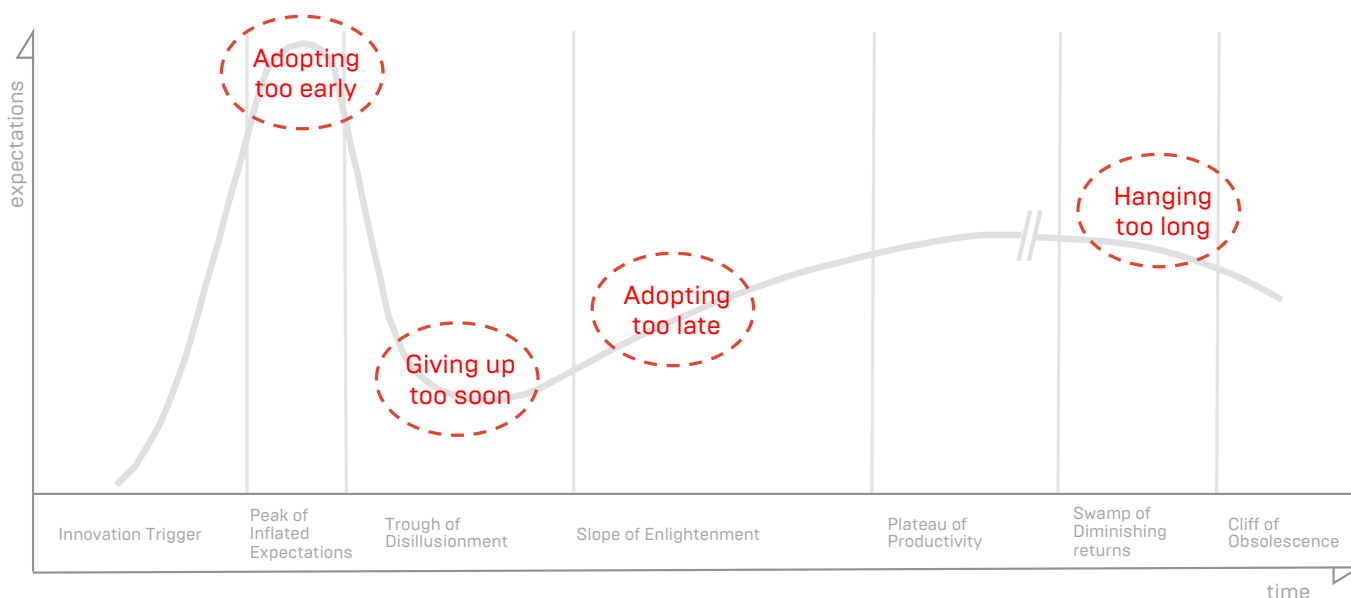 expectations
Adopting
too early
Giving up
too soon
Adopting
too late
Hanging
too long
Innovation Trigger
Peak of
Inflated
Expectations
Trough of
Disillusionment
Slope of Enlightenment
Plateau of
Productivity
Swamp of
Diminishing
returns
Cliff of
Obsolescence
time